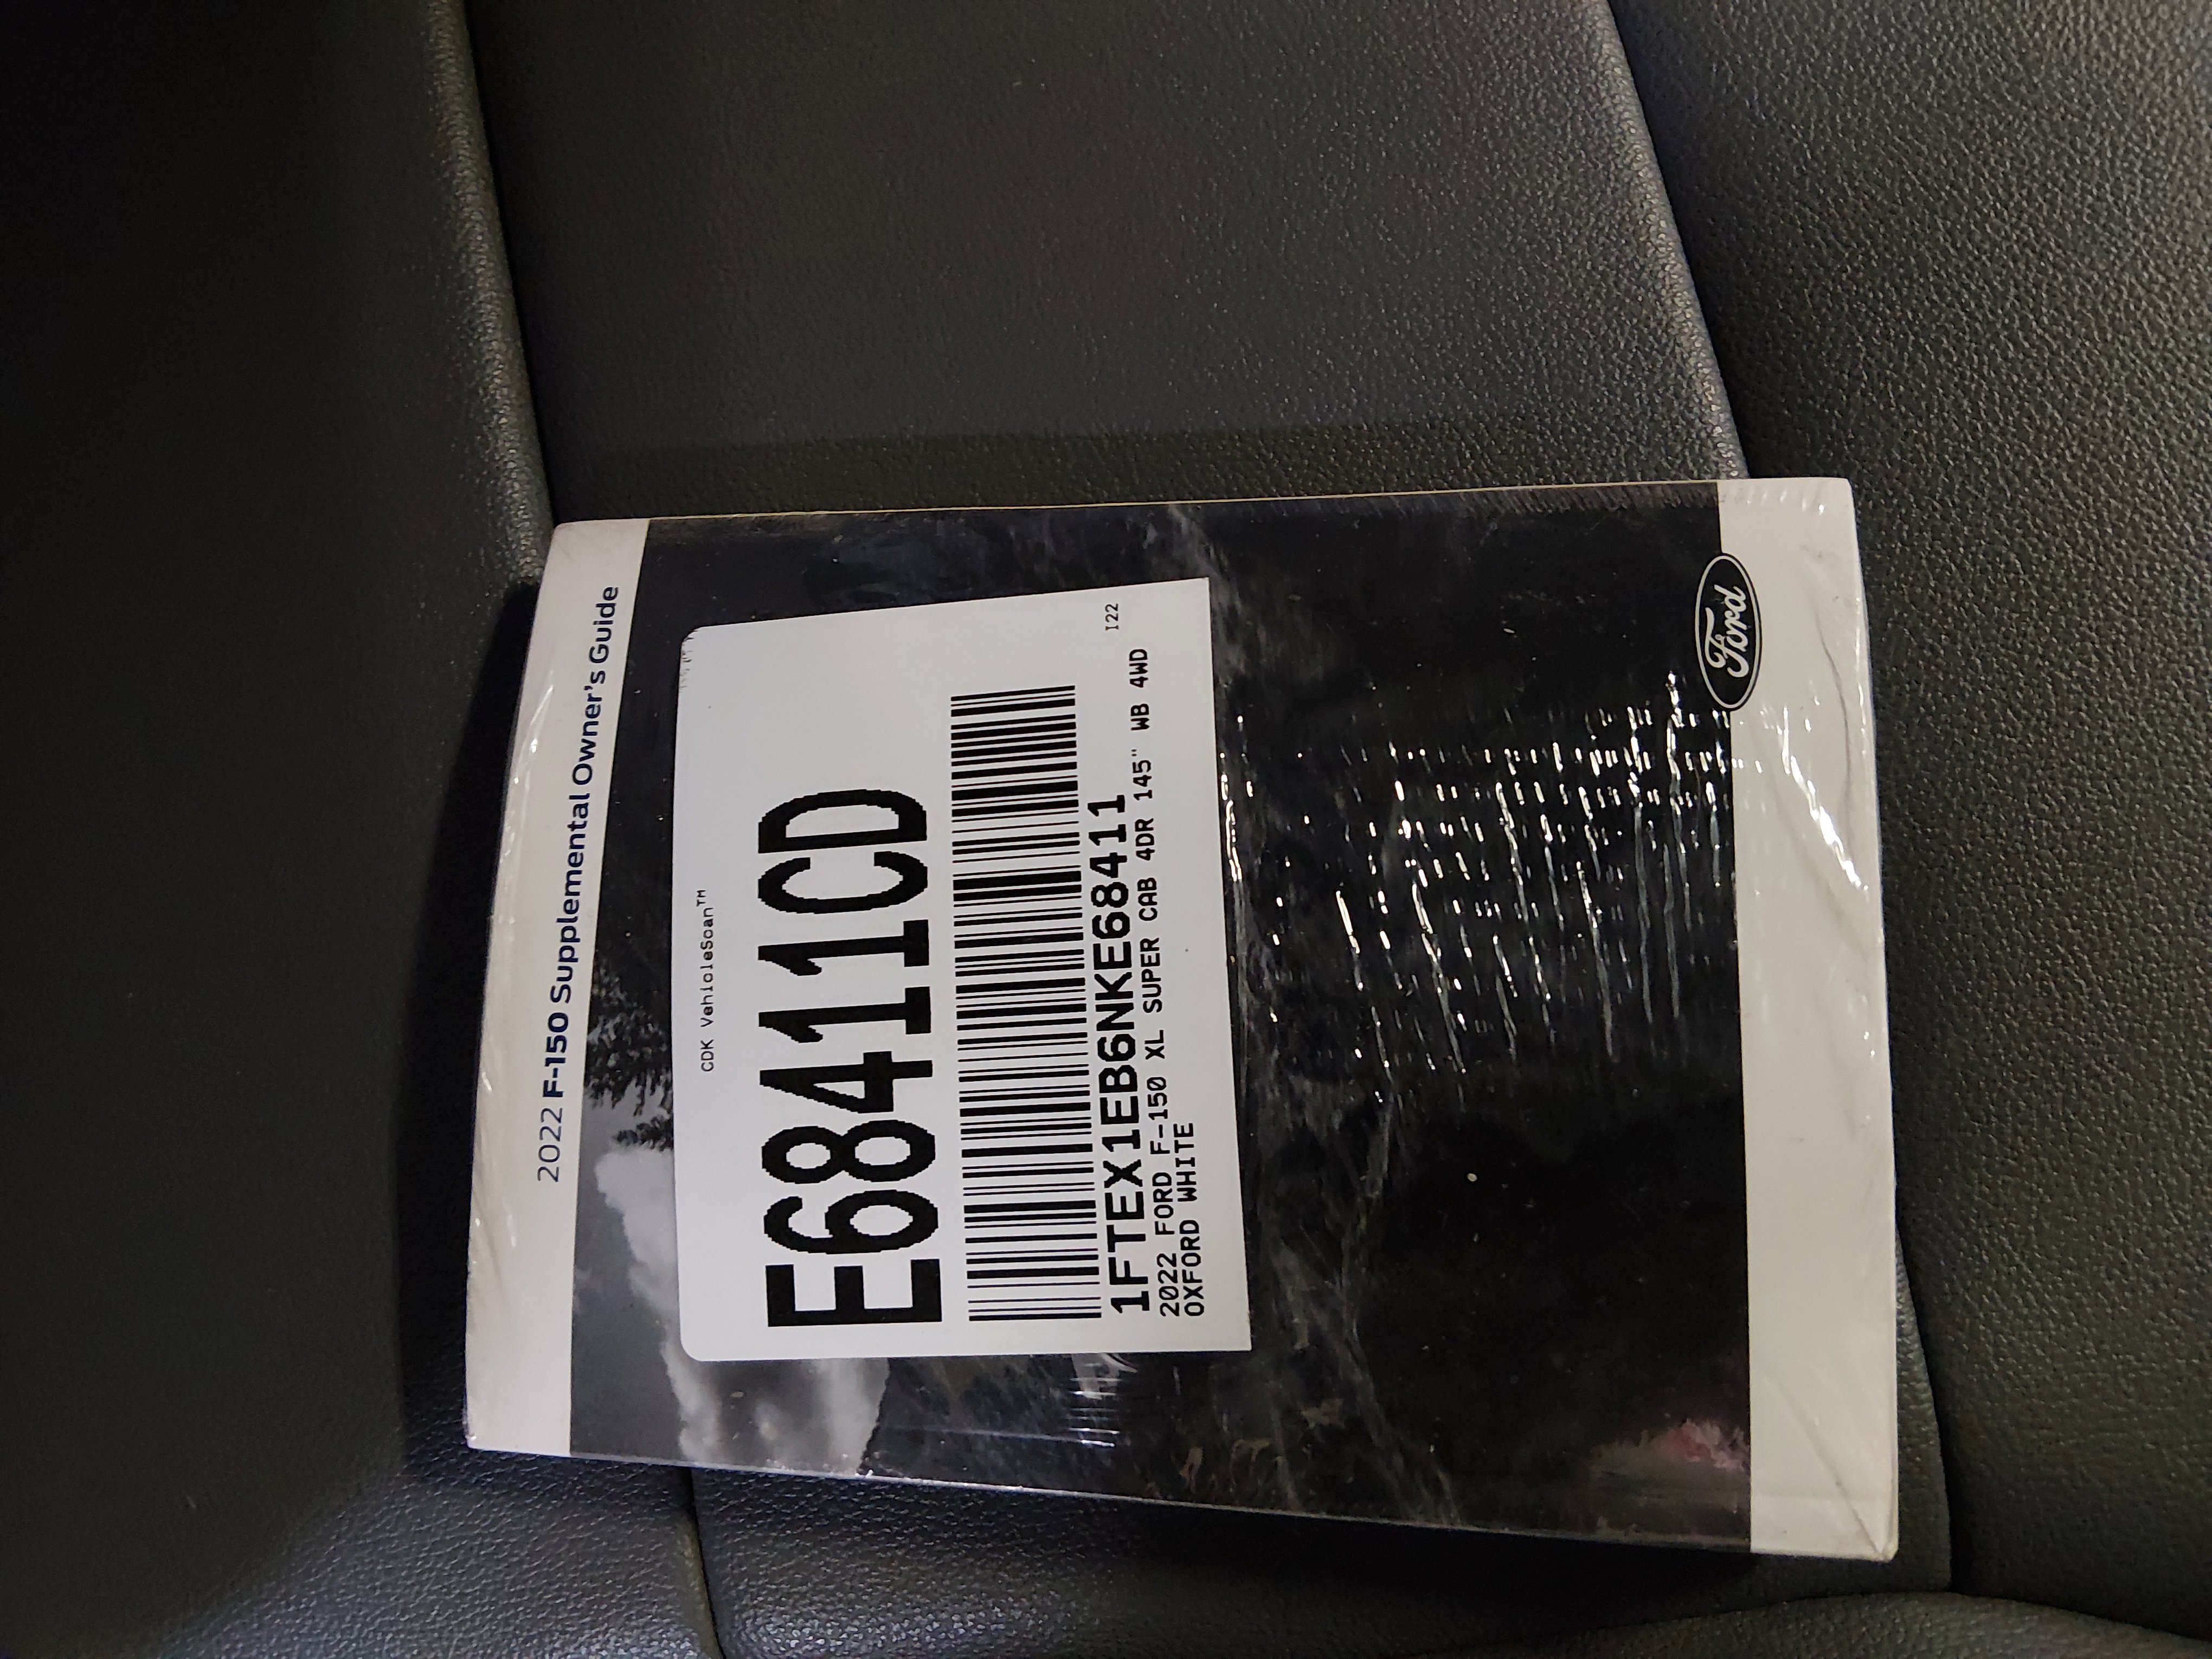 2022 F-150 Supplemental Owner's Guide
CDK VehicleScan™
E68411CD
1FTEX1EB6NKE68411
2022 FORD F-150 XL SUPER CAB 4DR 145" WB 4WD
OXFORD WHITE
I22
Ford